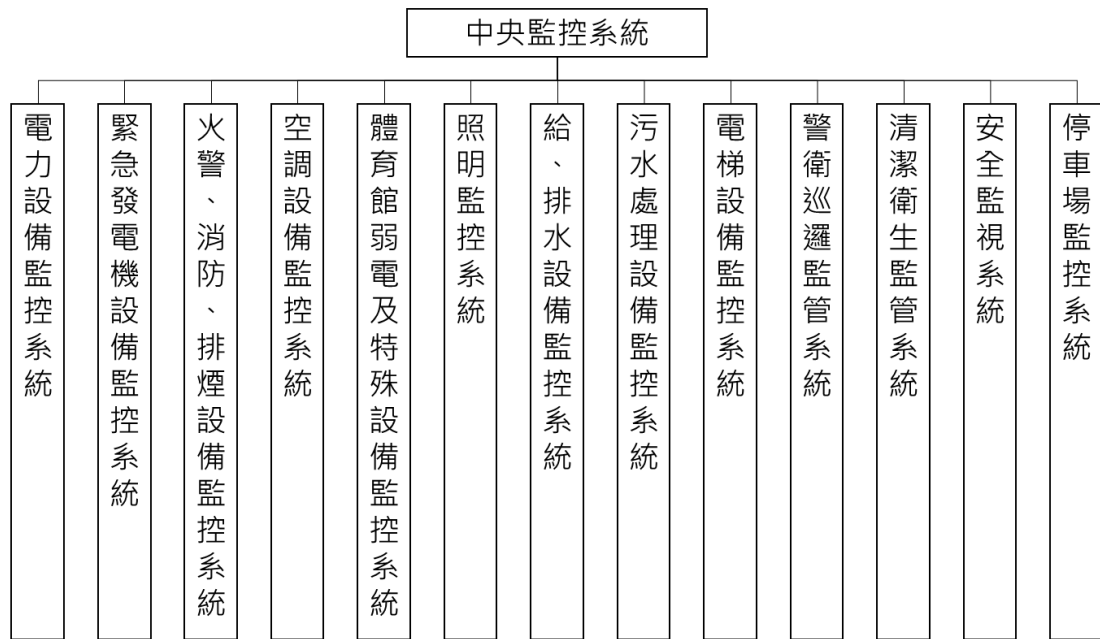 中央監控系統
電力設備監控系統
緊急發電機設備監控系統
火警、消防、排煙設備監控系統
空調設備監控系統
體育館弱電及特殊設備監控系統
照明監控系統
給、排水設備監控系統
污水處理設備監控系統
電梯設備監控系統
警衛巡邏監管系統
清潔衛生監管系統
安全監視系統
停車場監控系統